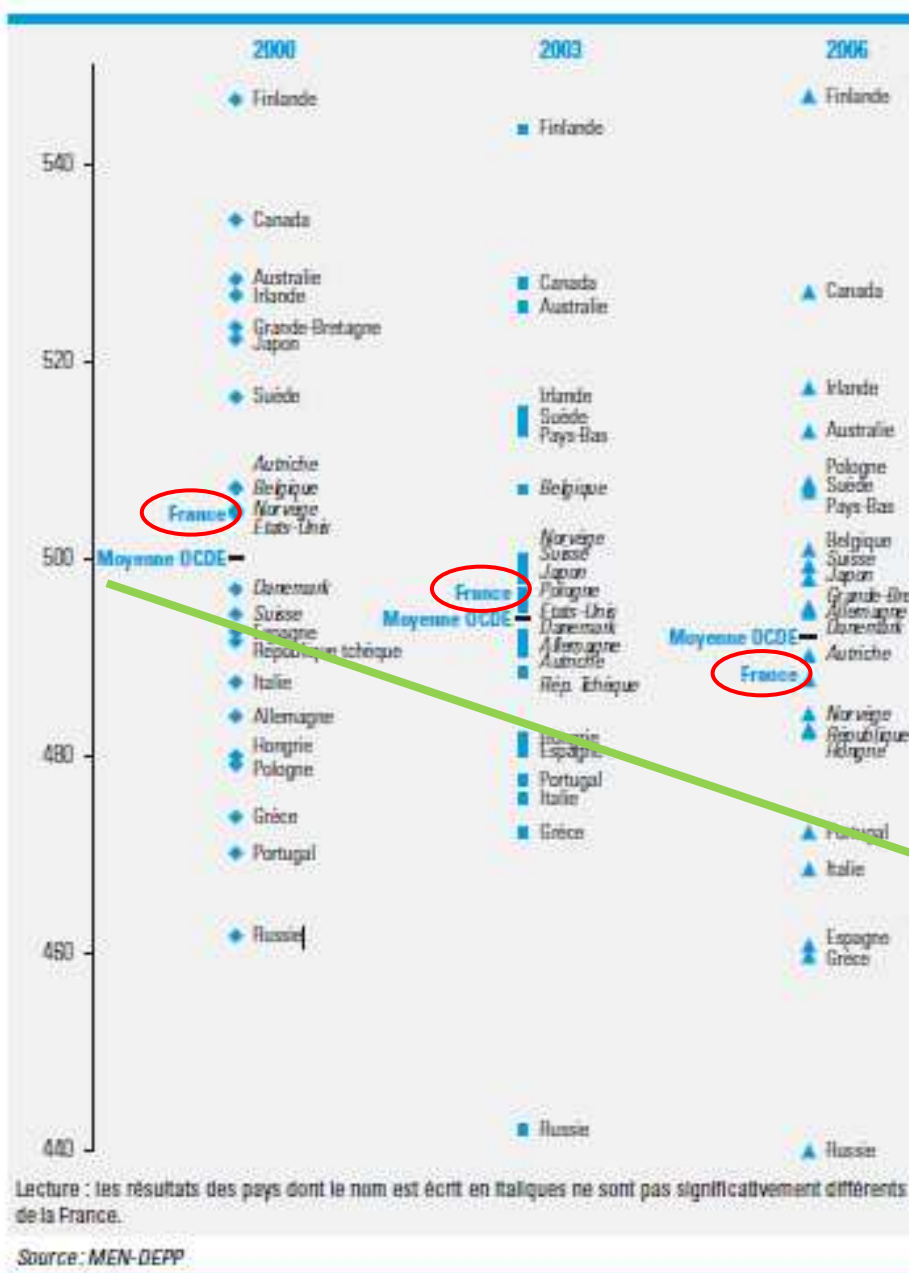 2000
2003
2006
540
520
500
480
460
440
Finlande
Canada
Australie
Irlande
Grande-Bretagne
Japon
Suède
Autriche
Belgique
France
Norvège
États-Unis
Moyenne OCDE
Danemark
Suisse
Espagne
République tchèque
Italie
Allemagne
Hongrie
Pologne
Grèce
Portugal
Russie
Finlande
Canada
Australie
Irlande
Suède
Pays-Bas
Belgique
Norvège
Suisse
Japon
France
Pologne
États-Unis
Moyenne OCDE
Danemark
Allemagne
Autriche
Rép. Tchèque
Hongrie
Espagne
Portugal
Italie
Grèce
Russie
Finlande
Canada
Irlande
Australie
Pologne
Suède
Pays-Bas
Belgique
Suisse
Japon
Grande-Bre
Allemagne
Danemark
Moyenne OCDE
Autriche
France
Norvège
République
Hongrie
Portugal
Italie
Espagne
Grèce
Russie
Lecture : les résultats des pays dont le nom est écrit en italiques ne sont pas significativement différents
de la France.
Source : MEN-DEPP